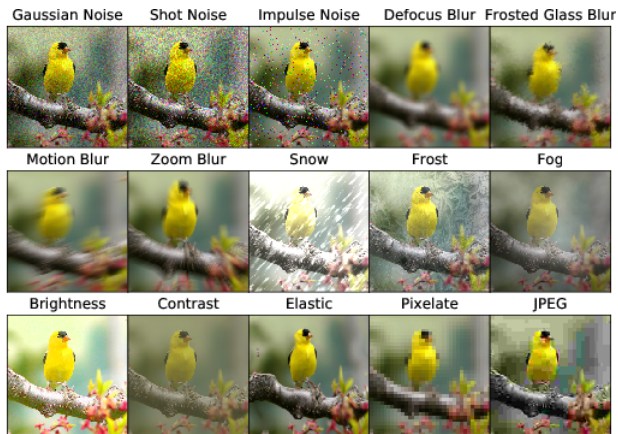 Gaussian Noise Shot Noise Impulse Noise Defocus Blur Frosted Glass Blur
Motion Blur Zoom Blur Snow Frost Fog
Brightness Contrast Elastic Pixelate JPEG